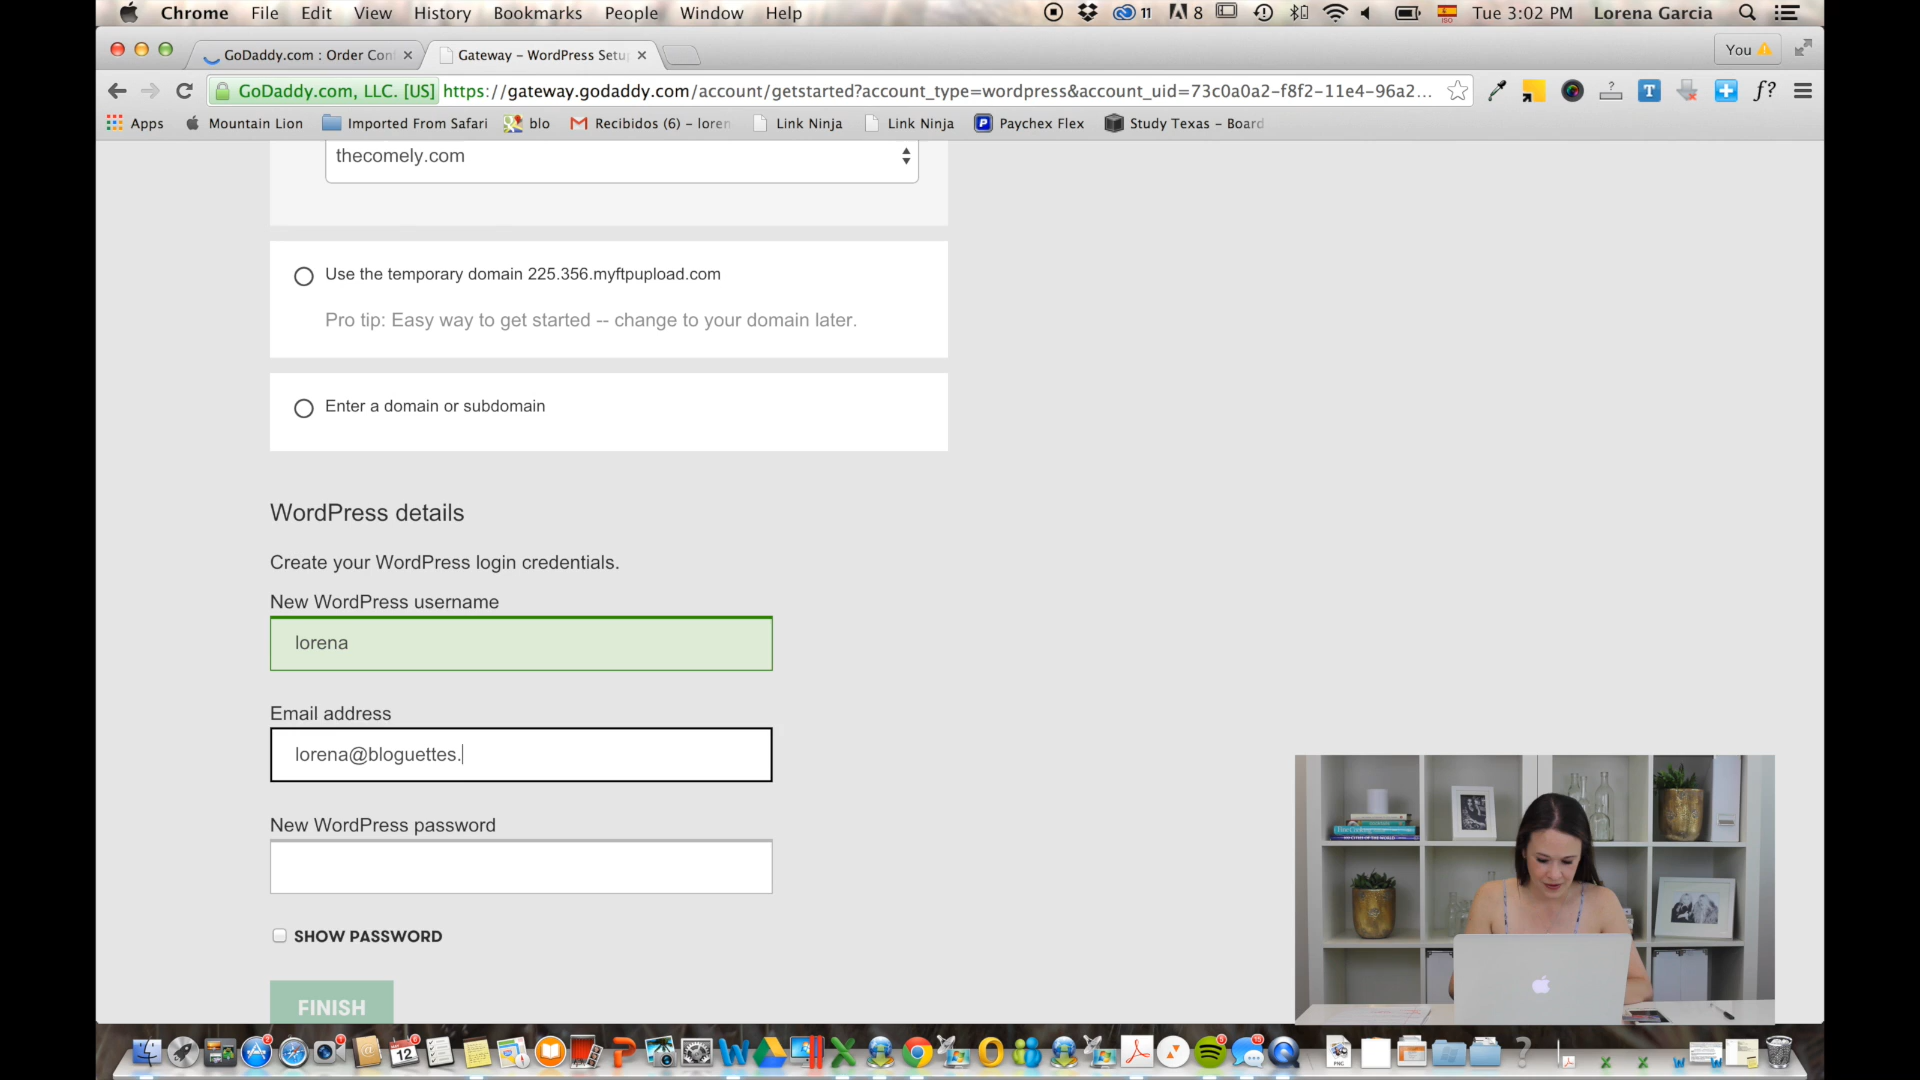 Chrome File Edit View History Bookmarks People Window Help 11 8 ISO Tue 3:02 PM Lorena Garcia
GoDaddy.com : Order Con Gateway – WordPress Setu You
GoDaddy.com, LLC. [US] https://gateway.godaddy.com/account/getstarted?account_type=wordpress&account_uid=73c0a0a2-f8f2-11e4-96a2... T f?
Apps Mountain Lion Imported From Safari blo Recibidos (6) – loren Link Ninja Link Ninja Paychex Flex Study Texas – Board
thecomely.com
Use the temporary domain 225.356.myftpupload.com
Pro tip: Easy way to get started -- change to your domain later.
Enter a domain or subdomain
WordPress details
Create your WordPress login credentials.
New WordPress username
lorena
Email address
lorena@bloguettes.
New WordPress password
SHOW PASSWORD
FINISH